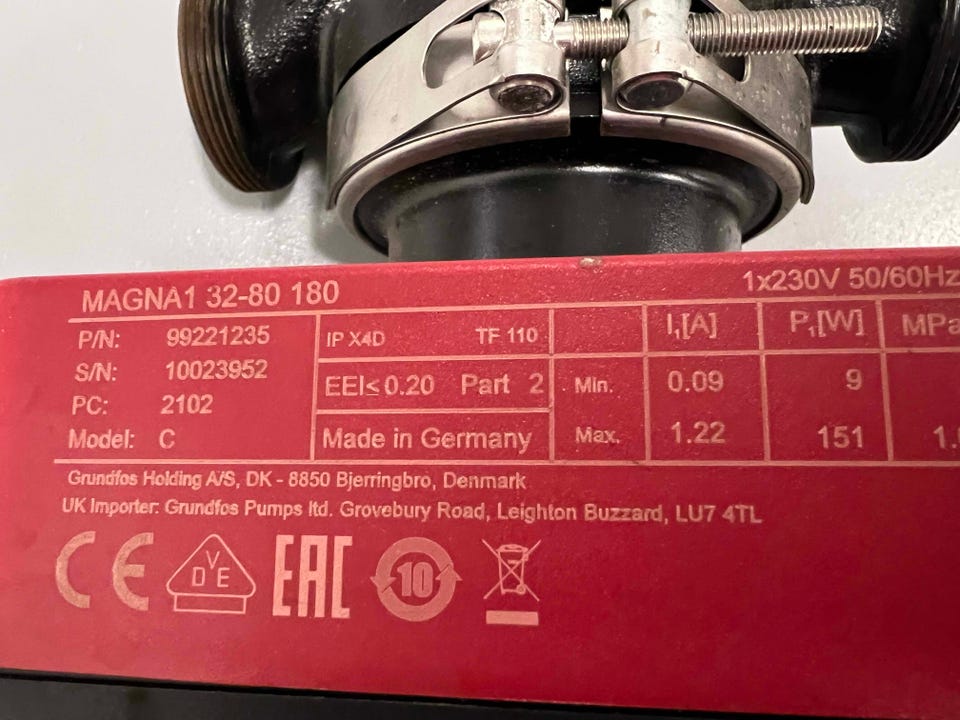 MAGNA1 32-80 180 1x230V 50/60Hz
P/N: 99221235 IP X4D TF 110 I₁[A] P₁[W] MPa
S/N: 10023952 EEI≤ 0.20 Part 2 Min. 0.09 9
PC: 2102
Model: C Made in Germany Max. 1.22 151
Grundfos Holding A/S, DK - 8850 Bjerringbro, Denmark
UK Importer: Grundfos Pumps ltd. Grovebury Road, Leighton Buzzard, LU7 4TL
CE VDE EAC 10